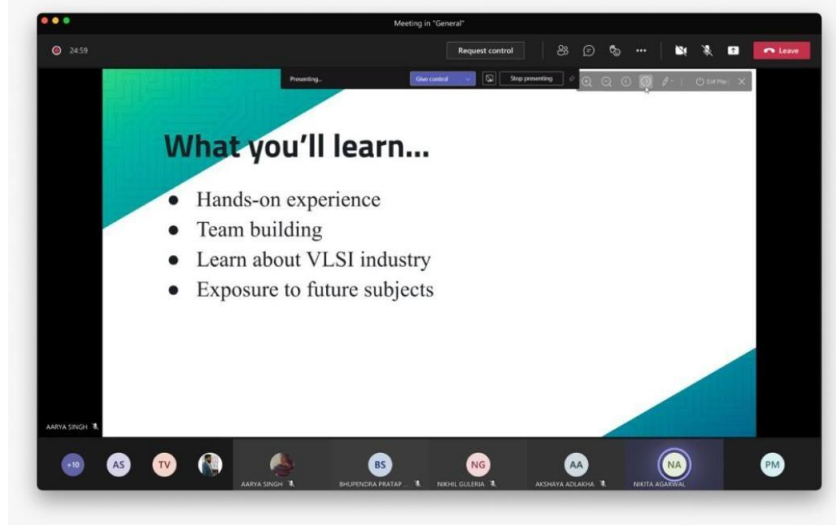 Meeting in "General"
24:59
Request control
Leave
Presenting...
Give control
Stop presenting
What you'll learn...
● Hands-on experience
● Team building
● Learn about VLSI industry
● Exposure to future subjects
AARYA SINGH
+10
AS
TV
BS
NG
AA
NA
PM
AARYA SINGH
BHUPENDRA PRATAP ...
NIKHIL GULERIA
AKSHAYA ADLAKHA
NIKITA AGARWAL